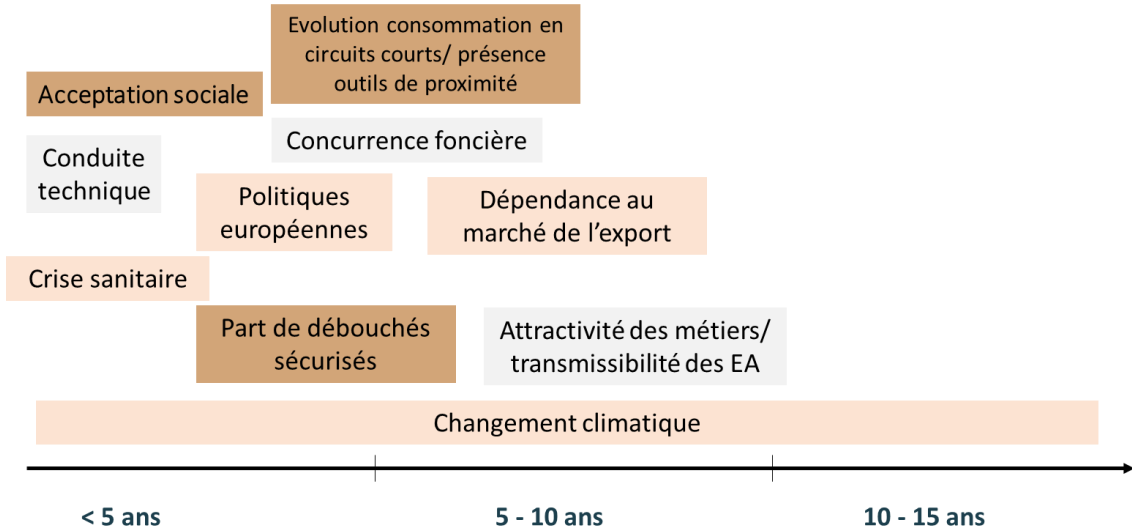 Evolution consommation en
circuits courts/ présence
outils de proximité
Acceptation sociale
Concurrence foncière
Conduite
technique
Politiques
européennes
Dépendance au
marché de l'export
Crise sanitaire
Part de débouchés
sécurisés
Attractivité des métiers/
transmissibilité des EA
Changement climatique
< 5 ans
5 - 10 ans
10 - 15 ans